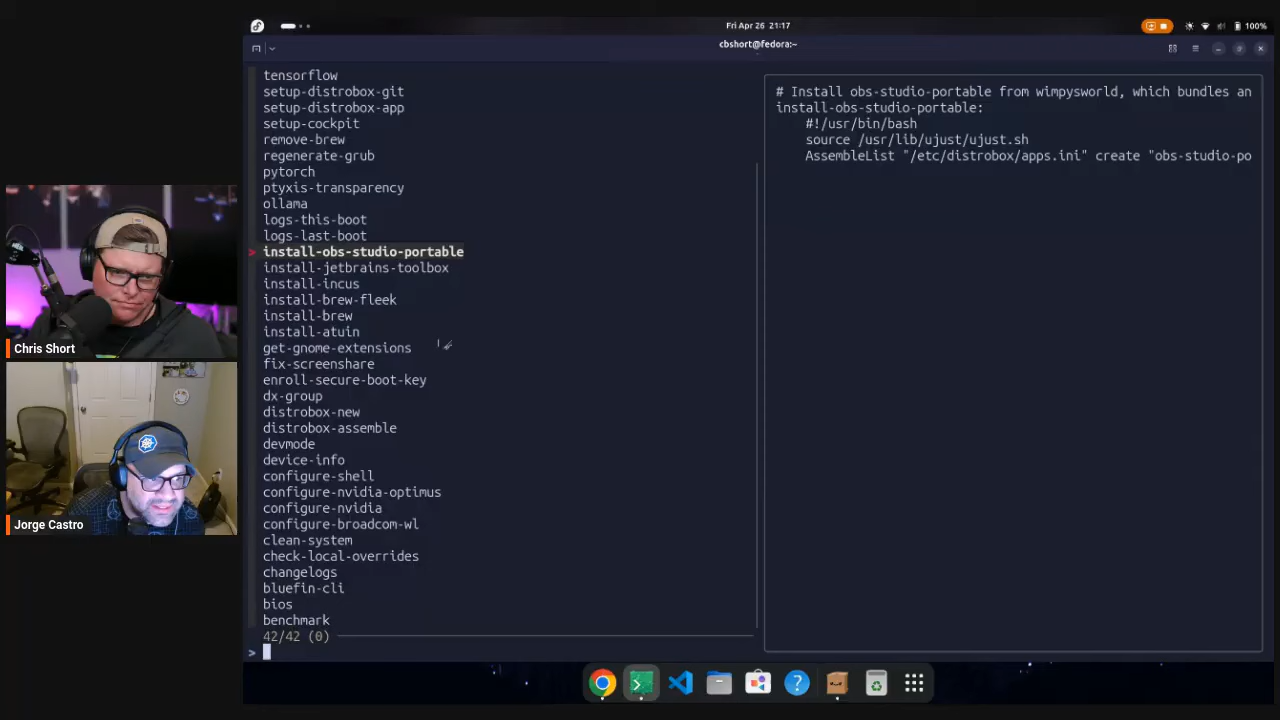 Fri Apr 26 21:17
100%
cbshort@fedora:~
tensorflow
setup-distrobox-git
setup-distrobox-app
setup-cockpit
remove-brew
regenerate-grub
pytorch
ptyxis-transparency
ollama
logs-this-boot
logs-last-boot
> install-obs-studio-portable
install-jetbrains-toolbox
install-incus
install-brew-fleek
install-brew
install-atuin
get-gnome-extensions
fix-screenshare
enroll-secure-boot-key
dx-group
distrobox-new
distrobox-assemble
devmode
device-info
configure-shell
configure-nvidia-optimus
configure-nvidia
configure-broadcom-wl
clean-system
check-local-overrides
changelogs
bluefin-cli
bios
benchmark
42/42 (0)
>
# Install obs-studio-portable from wimpysworld, which bundles an
install-obs-studio-portable:
#!/usr/bin/bash
source /usr/lib/ujust/ujust.sh
AssembleList "/etc/distrobox/apps.ini" create "obs-studio-po
Chris Short
Jorge Castro